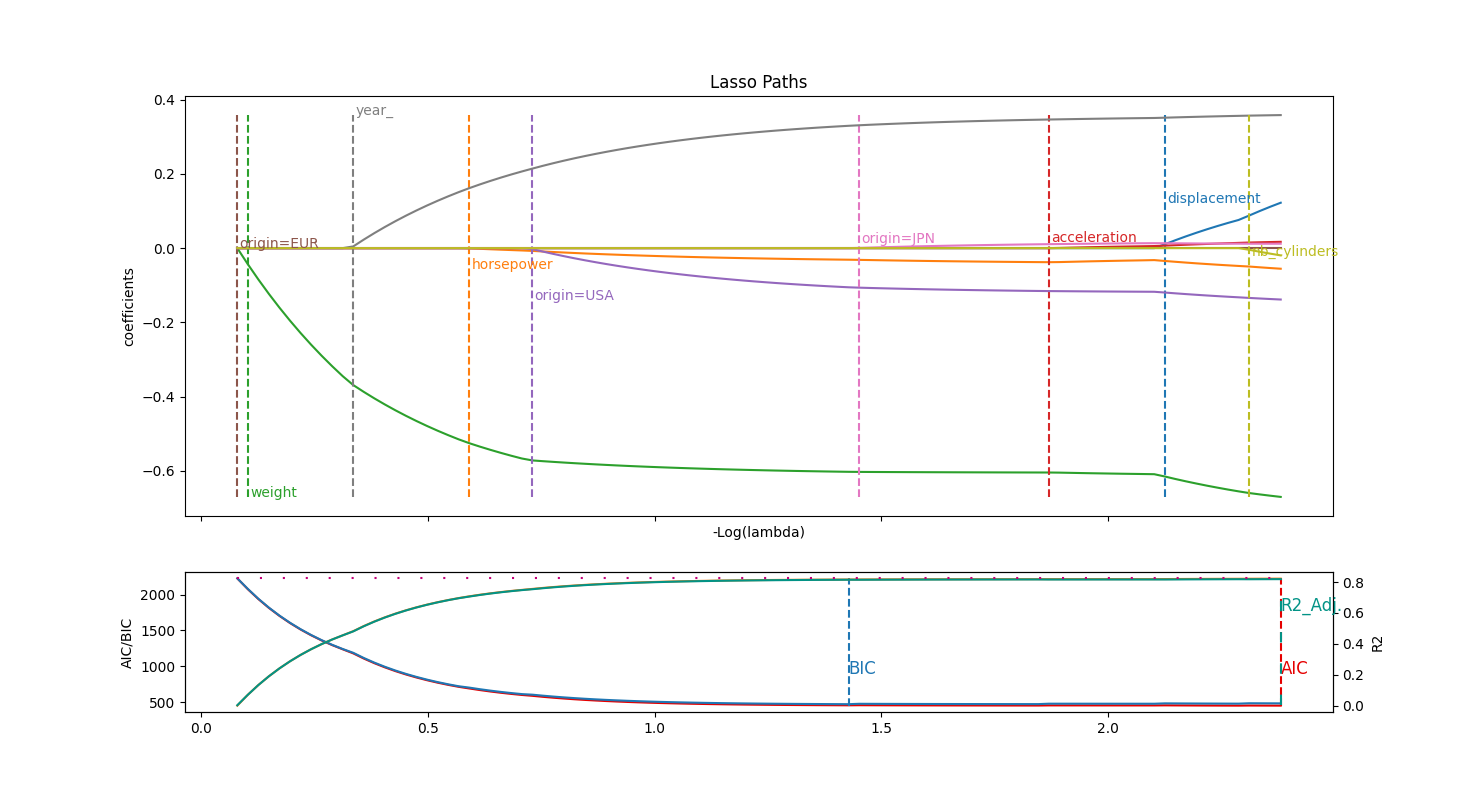 Lasso Paths
0.4
year_
0.2
displacement
origin=EUR
origin=JPN
acceleration
0.0
nb_cylinders
horsepower
origin=USA
−0.2
−0.4
−0.6
weight
coefficients
-Log(lambda)
2000
1500
1000
500
AIC/BIC
BIC
R2_Adj.
AIC
0.8
0.6
0.4
0.2
0.0
R2
0.0
0.5
1.0
1.5
2.0